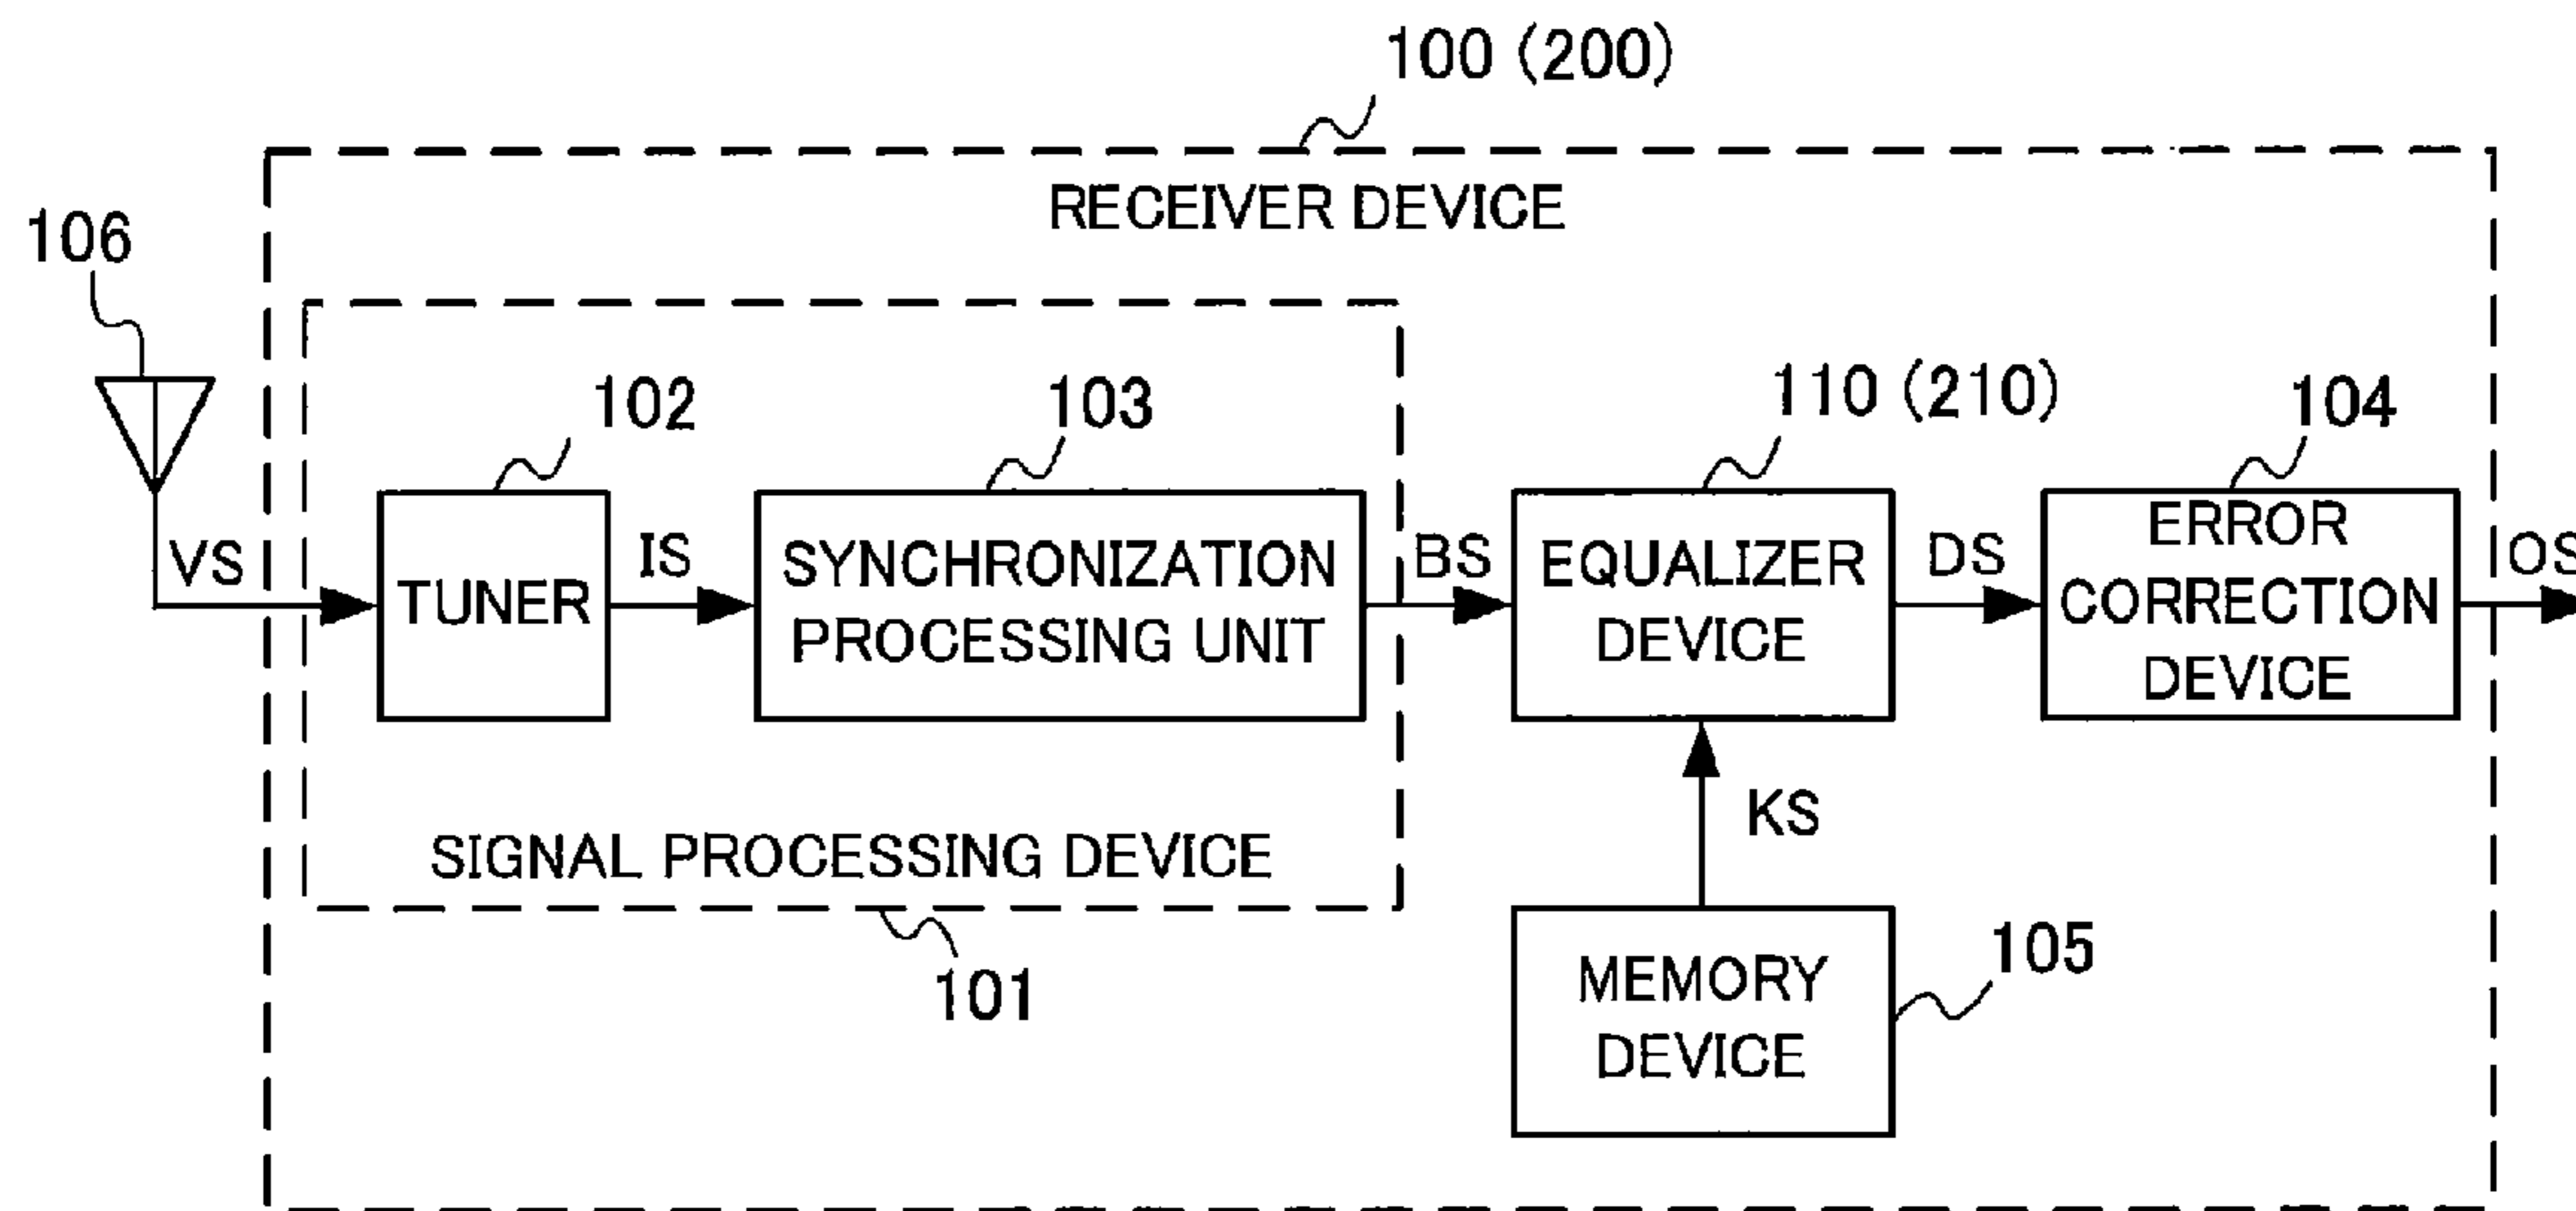 100 (200)
RECEIVER DEVICE
106
102
103
110 (210)
104
VS
TUNER
IS
SYNCHRONIZATION
PROCESSING UNIT
BS
EQUALIZER
DEVICE
DS
ERROR
CORRECTION
DEVICE
OS
KS
SIGNAL PROCESSING DEVICE
101
MEMORY
DEVICE
105